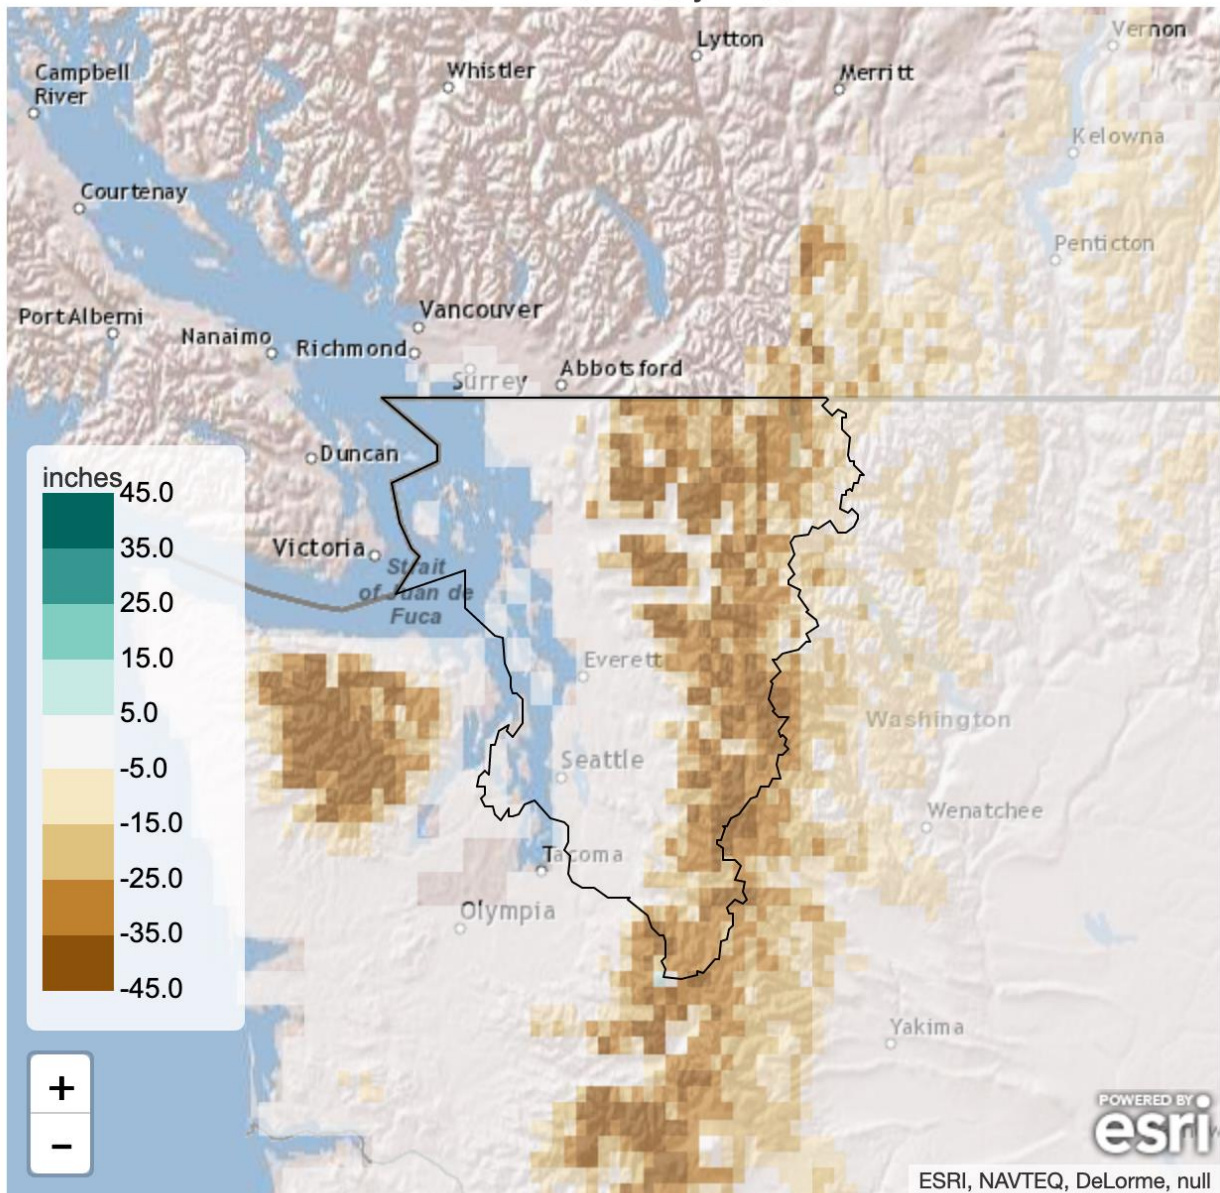 Vernon
Lytton
Whistler
Merritt
Campbell
River
Kelowna
Courtenay
Penticton
Port Alberni
Vancouver
Nanaimo
Richmond
Surrey
Abbotsford
Duncan
inches
45.0
35.0
25.0
15.0
5.0
-5.0
-15.0
-25.0
-35.0
-45.0
Victoria
Strait
of Juan de
Fuca
Everett
Washington
Seattle
Wenatchee
Tacoma
Olympia
Yakima
+
−
POWERED BY
esri
ESRI, NAVTEQ, DeLorme, null